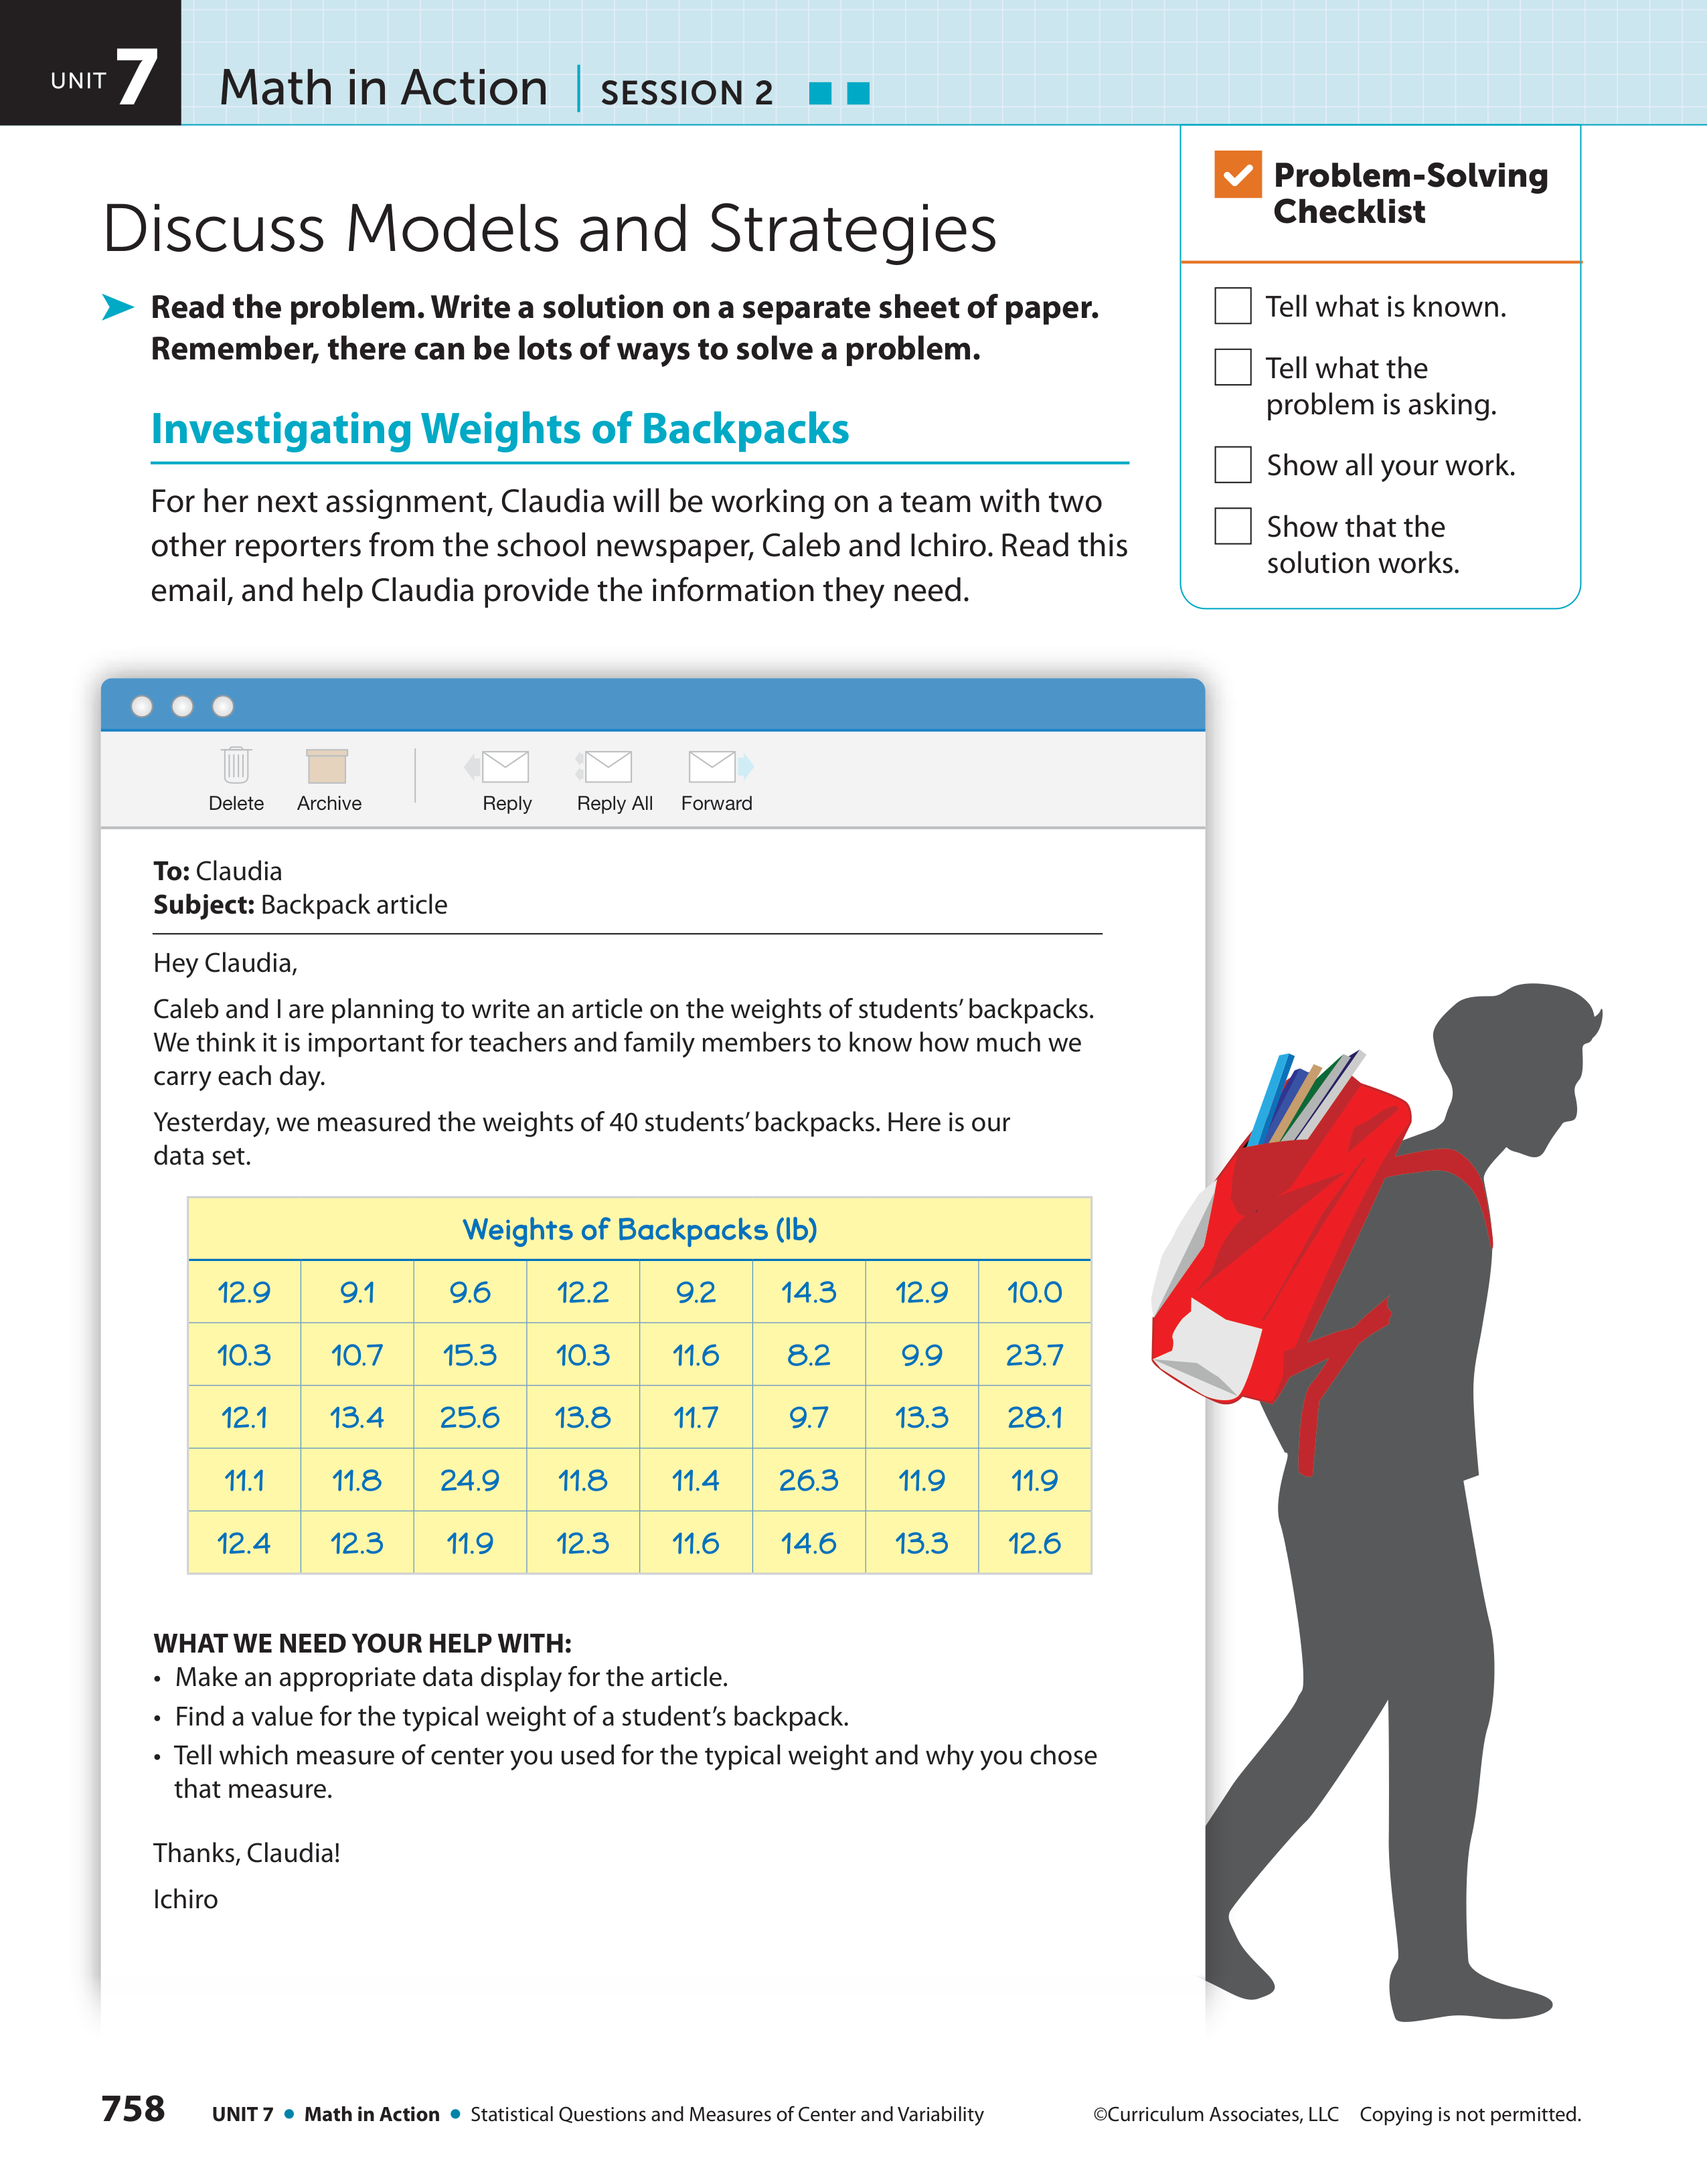 UNIT 7
Math in Action | SESSION 2
Discuss Models and Strategies
Read the problem. Write a solution on a separate sheet of paper.
Remember, there can be lots of ways to solve a problem.
Investigating Weights of Backpacks
For her next assignment, Claudia will be working on a team with two
other reporters from the school newspaper, Caleb and Ichiro. Read this
email, and help Claudia provide the information they need.
Problem-Solving
Checklist
Tell what is known.
Tell what the
problem is asking.
Show all your work.
Show that the
solution works.
Delete Archive Reply Reply All Forward
To: Claudia
Subject: Backpack article
Hey Claudia,
Caleb and I are planning to write an article on the weights of students’ backpacks.
We think it is important for teachers and family members to know how much we
carry each day.
Yesterday, we measured the weights of 40 students’ backpacks. Here is our
data set.
Weights of Backpacks (lb)
12.9 9.1 9.6 12.2 9.2 14.3 12.9 10.0
10.3 10.7 15.3 10.3 11.6 8.2 9.9 23.7
12.1 13.4 25.6 13.8 11.7 9.7 13.3 28.1
11.1 11.8 24.9 11.8 11.4 26.3 11.9 11.9
12.4 12.3 11.9 12.3 11.6 14.6 13.3 12.6
WHAT WE NEED YOUR HELP WITH:
• Make an appropriate data display for the article.
• Find a value for the typical weight of a student’s backpack.
• Tell which measure of center you used for the typical weight and why you chose
that measure.
Thanks, Claudia!
Ichiro
758 UNIT 7 • Math in Action • Statistical Questions and Measures of Center and Variability ©Curriculum Associates, LLC Copying is not permitted.